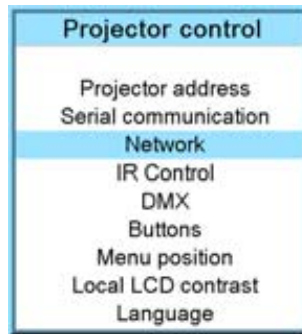 Projector control
Projector address
Serial communication
Network
IR Control
DMX
Buttons
Menu position
Local LCD contrast
Language